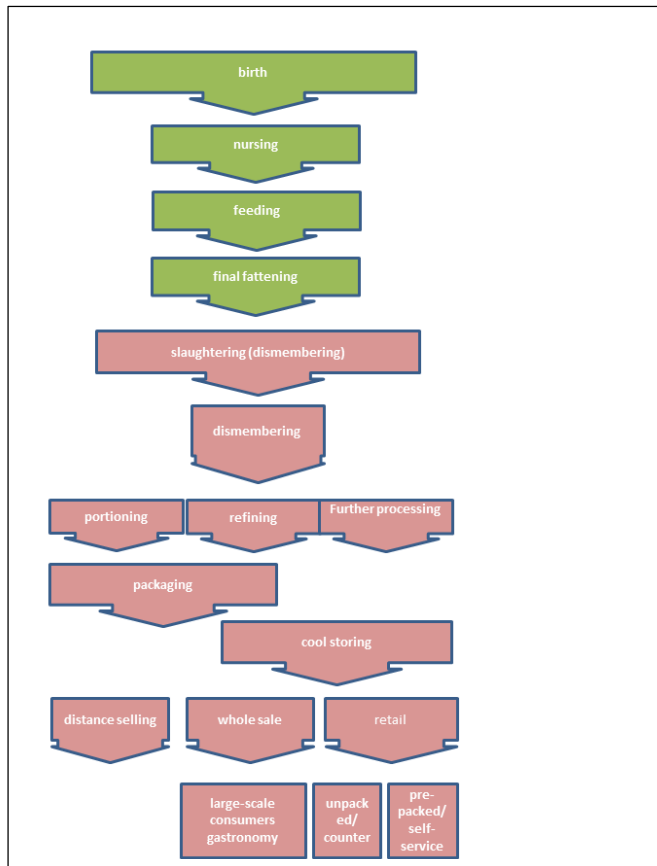 birth
nursing
feeding
final fattening
slaughtering (dismembering)
dismembering
portioning
refining
Further processing
packaging
cool storing
distance selling
whole sale
retail
large-scale
consumers
gastronomy
unpack
ed/
counter
pre-
packed/
self-
service